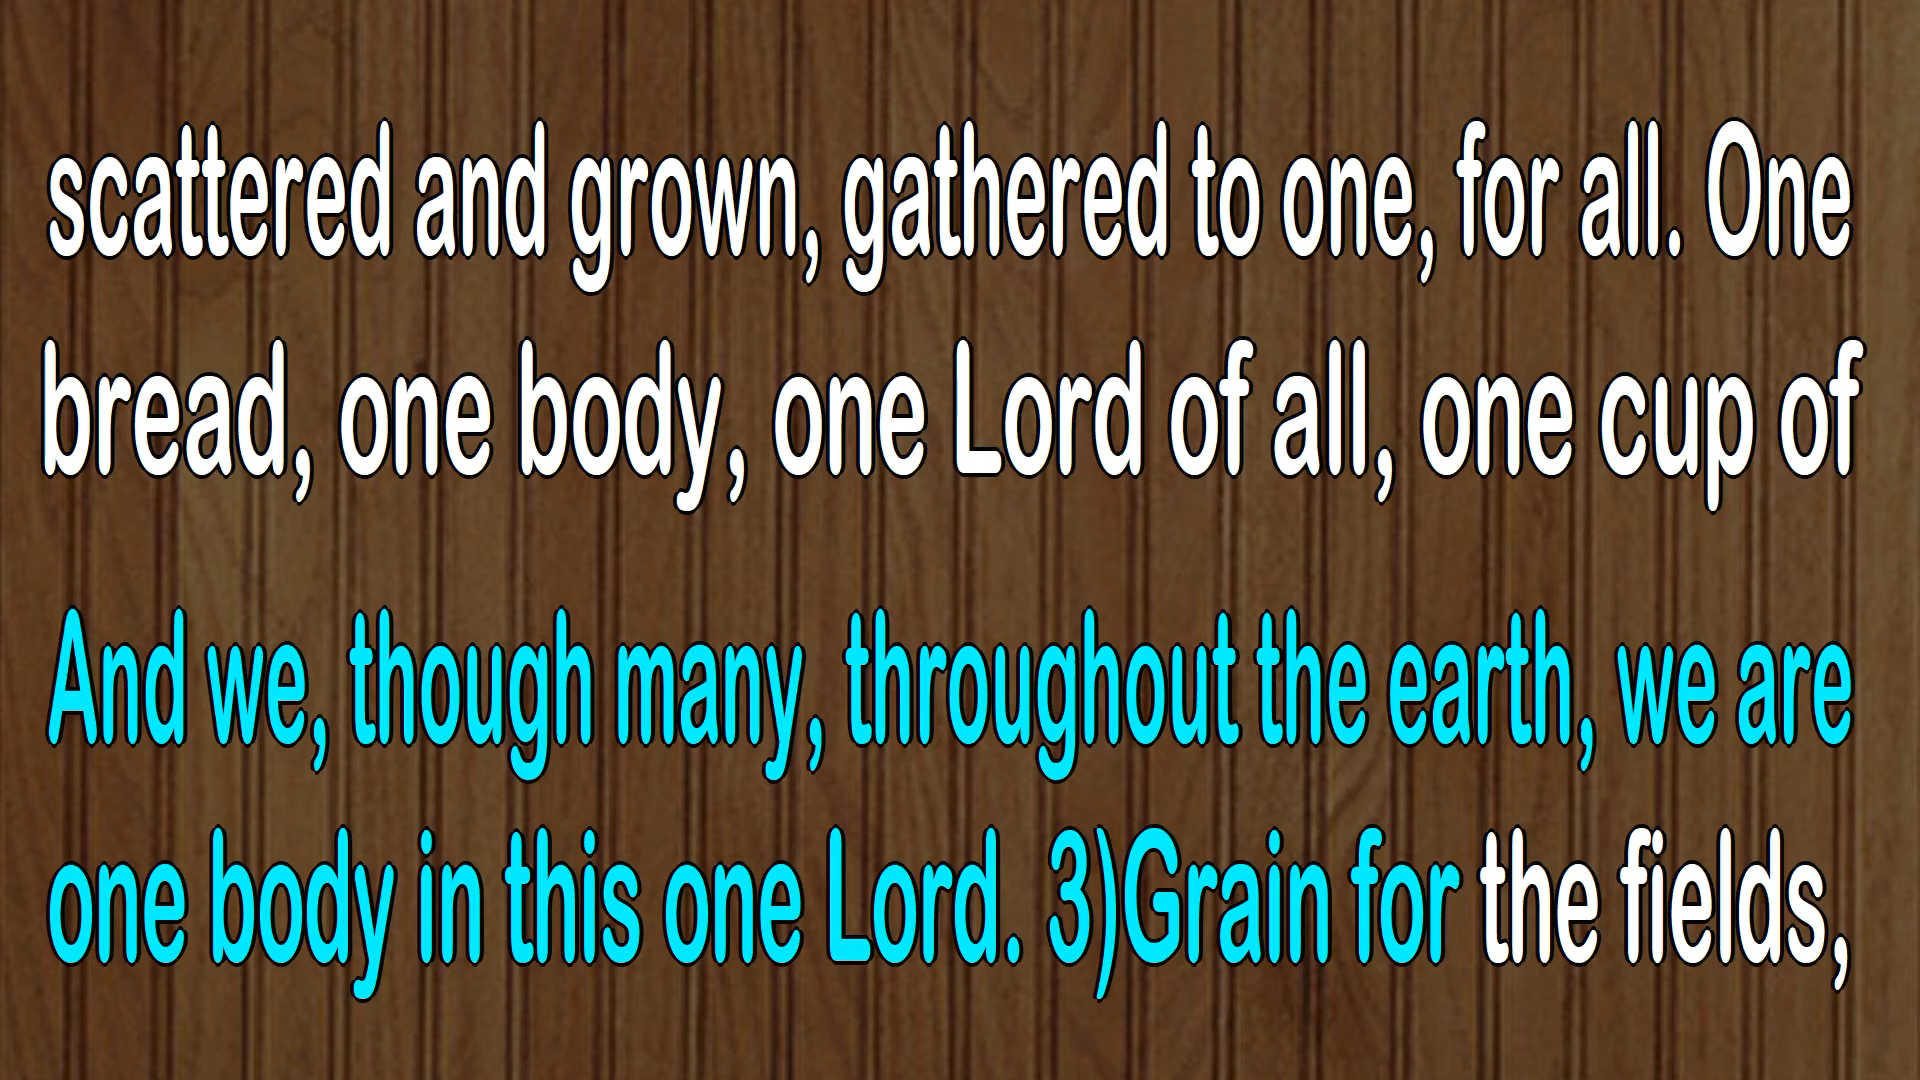 scattered and grown, gathered to one, for all. One
bread, one body, one Lord of all, one cup of
And we, though many, throughout the earth, we are
one body in this one Lord. 3)Grain for the fields,